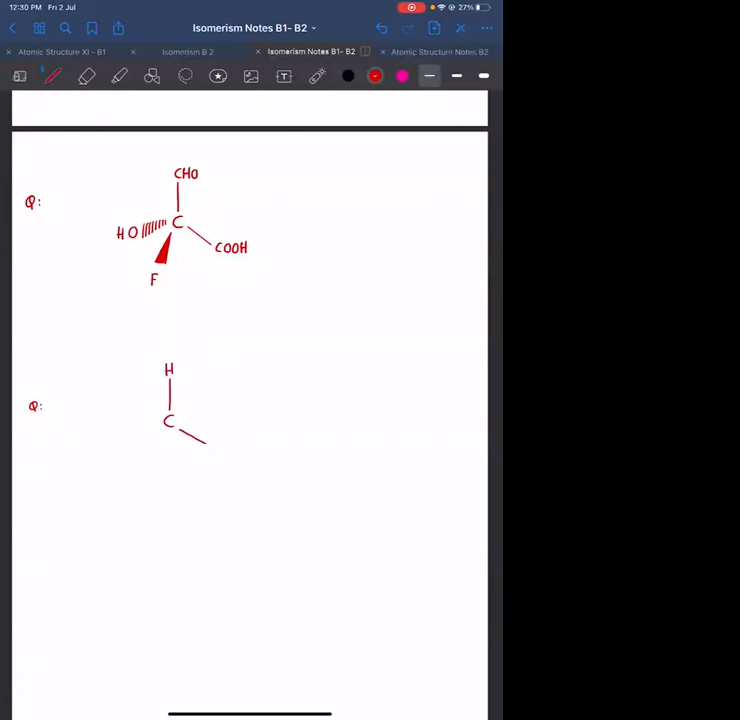 12:30 PM Fri 2 Jul
27%
Isomerism Notes B1- B2
Atomic Structure XI - B1
Isomerism B 2
Isomerism Notes B1- B2
Atomic Structure Notes B2
CHO
Q:
HO C
COOH
F
H
Q:
C